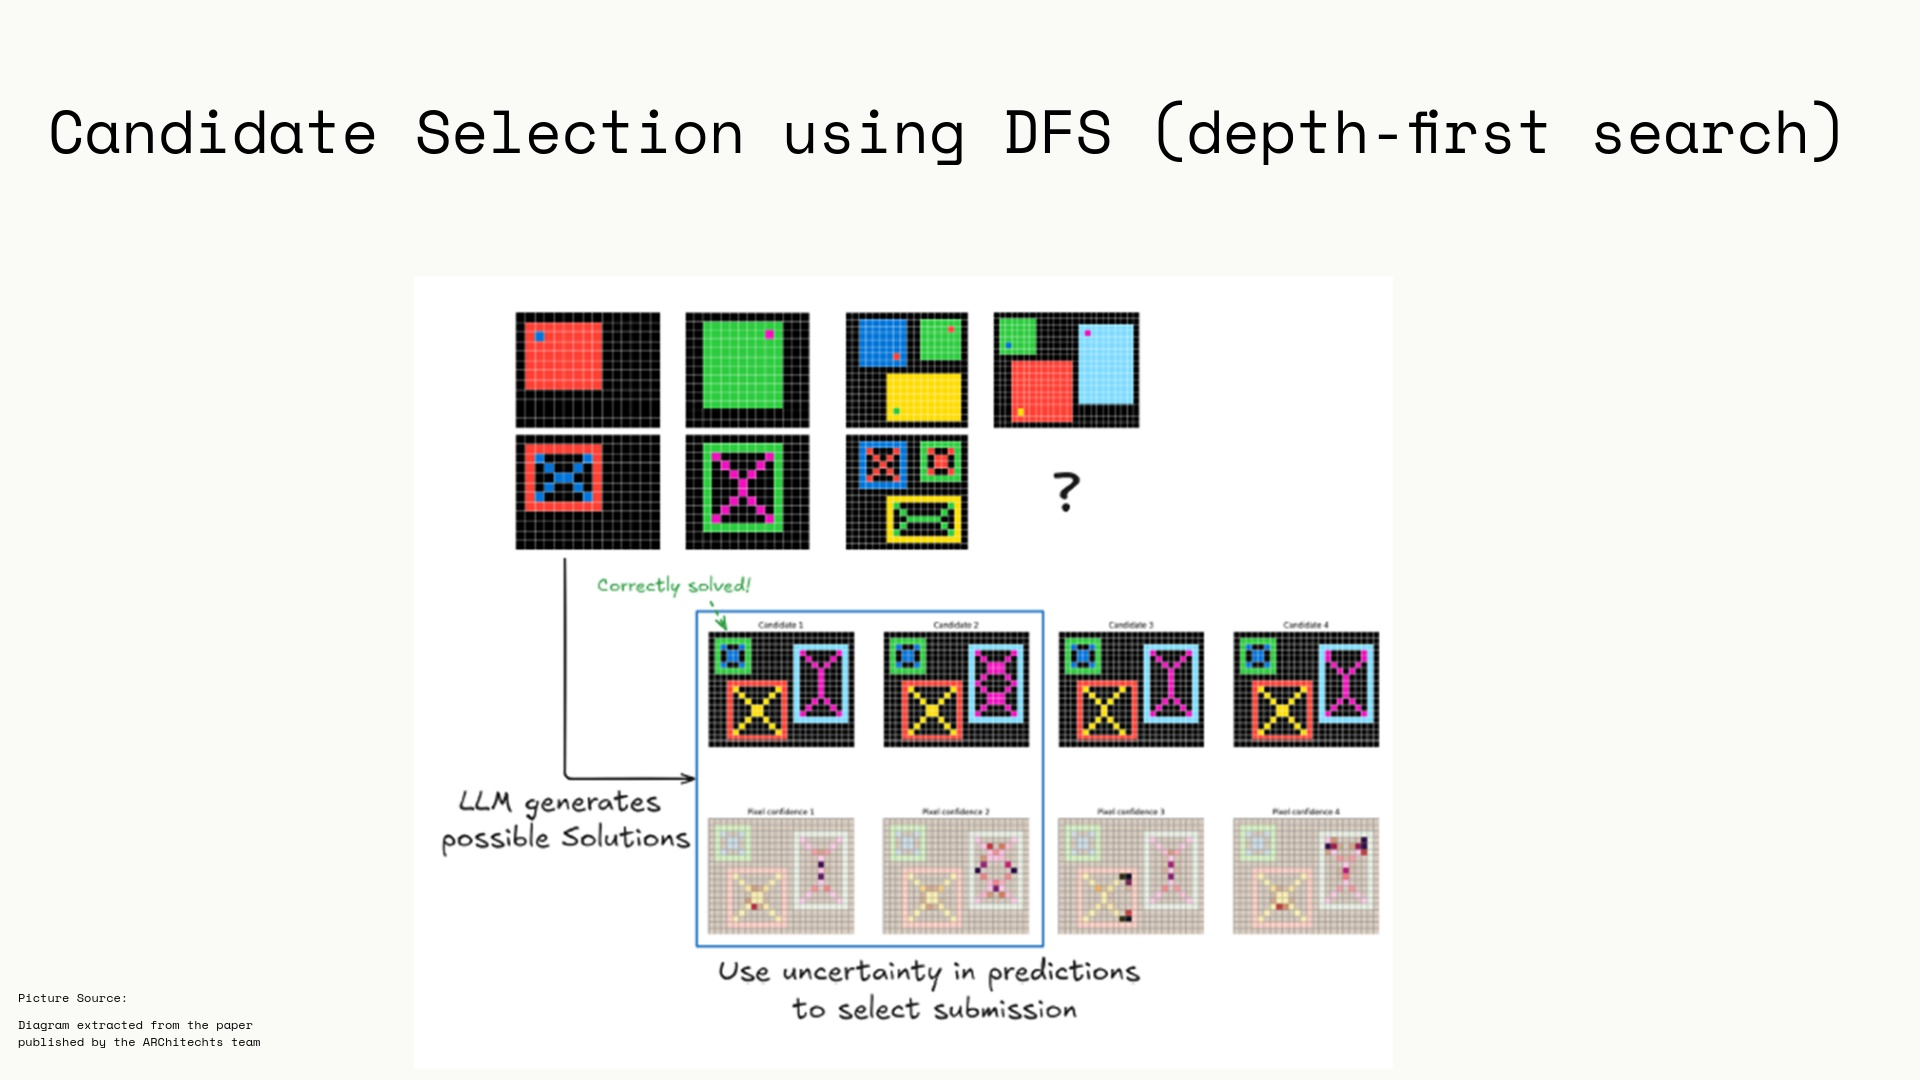 Candidate Selection using DFS (depth-first search)
?
Correctly solved!
Candidate 1
Candidate 2
Candidate 3
Candidate 4
LLM generates
possible Solutions
Pixel confidence 1
Pixel confidence 2
Pixel confidence 3
Pixel confidence 4
Use uncertainty in predictions
to select submission
Picture Source:
Diagram extracted from the paper
published by the ARChitechts team